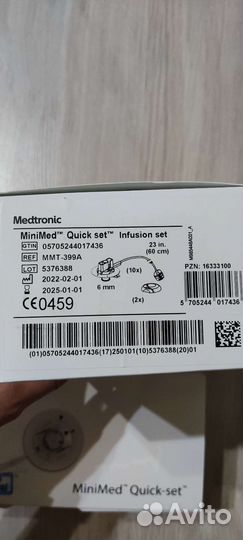 Medtronic
MiniMed™ Quick set™ Infusion set
GTIN 05705244017436
REF MMT-399A
LOT 5376388
2022-02-01
2025-01-01
CE0459
23 in.
(60 cm)
(10x)
6 mm
(2x)
PZN: 16333100
5 705244 017436
(01)05705244017436(17)250101(10)5376388(20)01
MiniMed™ Quick-set™
Avito